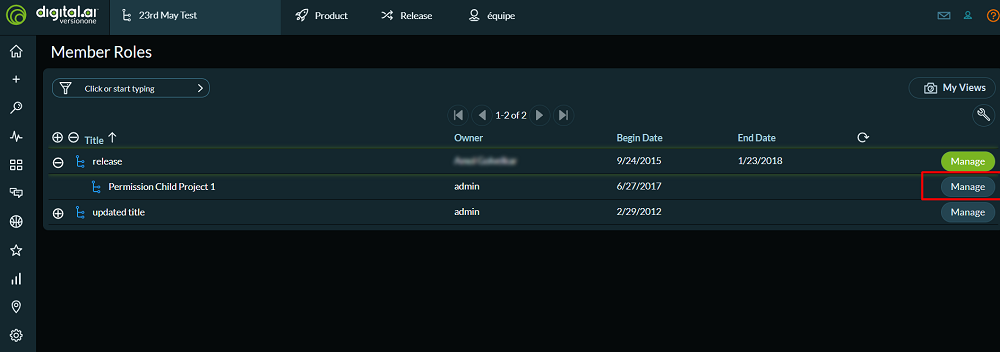 digital.ai
versionone
23rd May Test
Product
Release
équipe
Member Roles
Click or start typing
My Views
1-2 of 2
Title
Owner
Begin Date
End Date
release
9/24/2015
1/23/2018
Manage
Permission Child Project 1
admin
6/27/2017
Manage
updated title
admin
2/29/2012
Manage